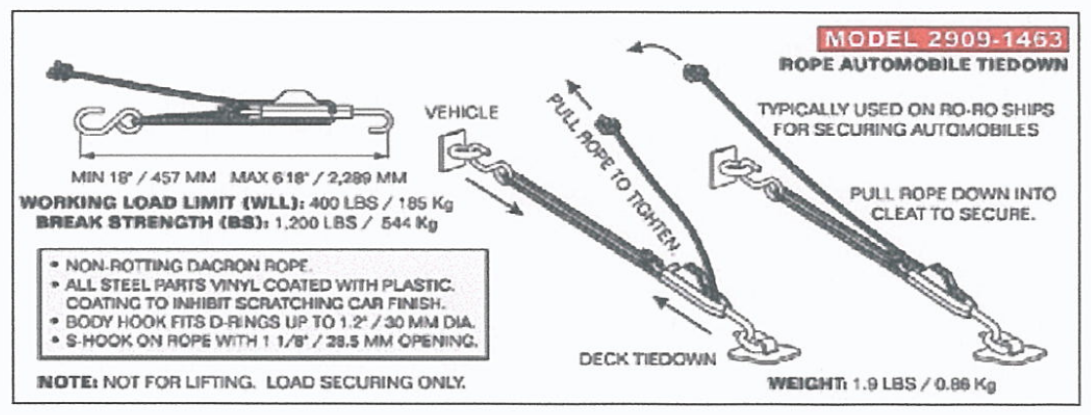 MODEL 2909-1463
ROPE AUTOMOBILE TIEDOWN
TYPICALLY USED ON RO-RO SHIPS
FOR SECURING AUTOMOBILES
VEHICLE
PULL ROPE TO TIGHTEN.
PULL ROPE DOWN INTO
CLEAT TO SECURE.
MIN 18" / 457 MM MAX 618" / 2,289 MM
WORKING LOAD LIMIT (WLL): 400 LBS / 185 Kg
BREAK STRENGTH (BS): 1,200 LBS / 544 Kg
• NON-ROTTING DACRON ROPE.
• ALL STEEL PARTS VINYL COATED WITH PLASTIC.
COATING TO INHIBIT SCRATCHING CAR FINISH.
• BODY HOOK FITS D-RINGS UP TO 1.2" / 30 MM DIA.
• S-HOOK ON ROPE WITH 1 1/8" / 28.5 MM OPENING.
DECK TIEDOWN
NOTE: NOT FOR LIFTING. LOAD SECURING ONLY.
WEIGHT: 1.9 LBS / 0.86 Kg